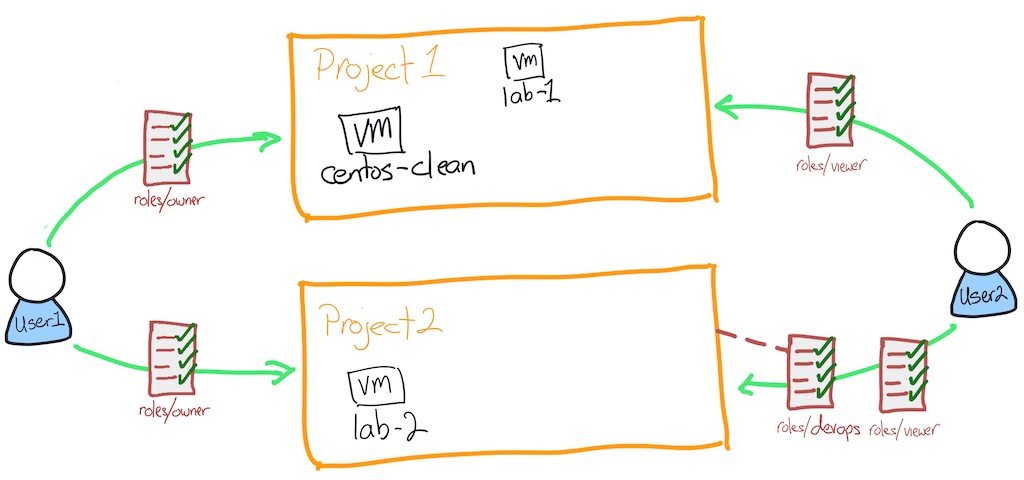 Project 1
VM
lab-1
VM
centos-clean
roles/owner
roles/viewer
User1
User2
Project 2
VM
lab-2
roles/owner
roles/devops
roles/viewer